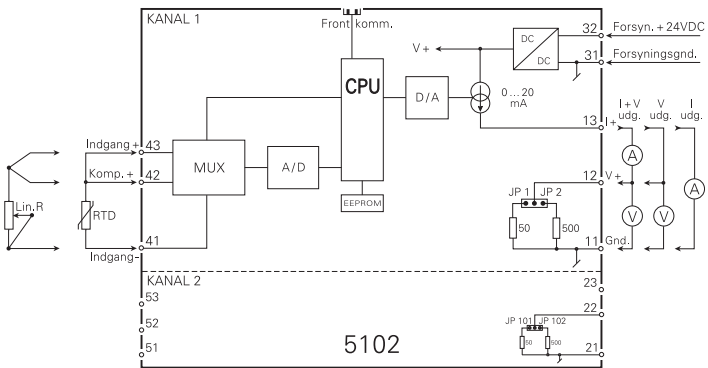 KANAL 1
Front komm.
32
Forsyn. + 24VDC
31
Forsyningsgnd.
DC
DC
V +
CPU
D/A
0...20
mA
13
I+
I + V
udg.
V
udg.
I
udg.
Indgang +
43
Komp. +
42
MUX
A/D
EEPROM
12
V +
A
A
JP 1
JP 2
Lin.R
RTD
50
500
V
V
41
Indgang-
11
Gnd.
KANAL 2
53
52
51
5102
23
22
JP 101
JP 102
50
500
21